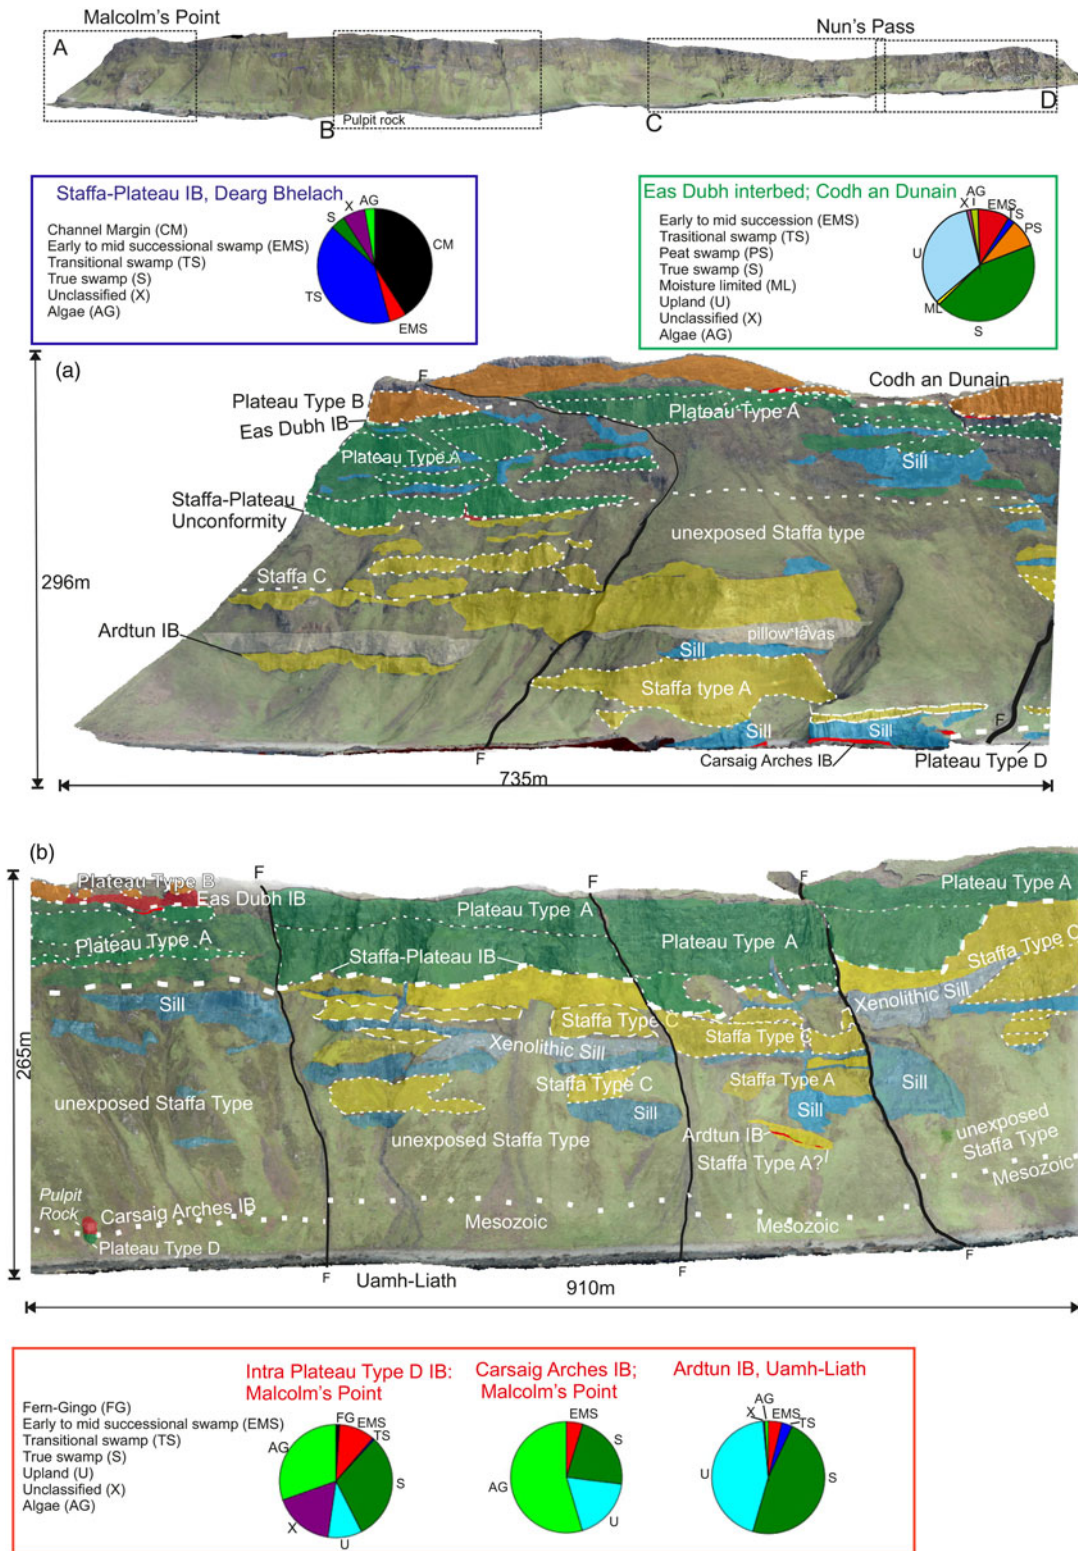 Malcolm's Point
Nun's Pass
A
B
Pulpit rock
C
D
Staffa-Plateau IB, Dearg Bhelach
Channel Margin (CM)
Early to mid successional swamp (EMS)
Transitional swamp (TS)
True swamp (S)
Unclassified (X)
Algae (AG)
AG
X
S
CM
TS
EMS
Eas Dubh interbed; Codh an Dunain
Early to mid succession (EMS)
Trasitional swamp (TS)
Peat swamp (PS)
True swamp (S)
Moisture limited (ML)
Upland (U)
Unclassified (X)
Algae (AG)
AG
X
EMS
TS
PS
U
ML
S
(a)
F
Codh an Dunain
Plateau Type B
Eas Dubh IB
Plateau Type A
Plateau Type A
Sill
Staffa-Plateau
Unconformity
unexposed Staffa type
296m
Staffa C
Ardtun IB
pillow lavas
Sill
Staffa type A
Sill
Sill
F
F
Carsaig Arches IB
Plateau Type D
735m
(b)
F
F
F
Plateau Type B
Eas Dubh IB
Plateau Type A
Plateau Type A
Plateau Type A
Plateau Type A
Staffa-Plateau IB
Staffa Type C
Sill
Xenolithic Sill
Staffa Type C
Staffa Type C
Xenolithic Sill
265m
Staffa Type C
Staffa Type A
Sill
unexposed Staffa Type
Sill
Sill
unexposed Staffa Type
Ardtun IB
Staffa Type A?
unexposed
Staffa Type
Mesozoic
Pulpit
Rock
Carsaig Arches IB
Mesozoic
Mesozoic
Plateau Type D
F
F
F
Uamh-Liath
910m
Fern-Gingo (FG)
Early to mid successional swamp (EMS)
Transitional swamp (TS)
True swamp (S)
Upland (U)
Unclassified (X)
Algae (AG)
Intra Plateau Type D IB:
Malcolm's Point
FG
EMS
TS
AG
S
X
U
Carsaig Arches IB;
Malcolm's Point
EMS
S
AG
U
Ardtun IB, Uamh-Liath
AG
X
EMS
TS
U
S